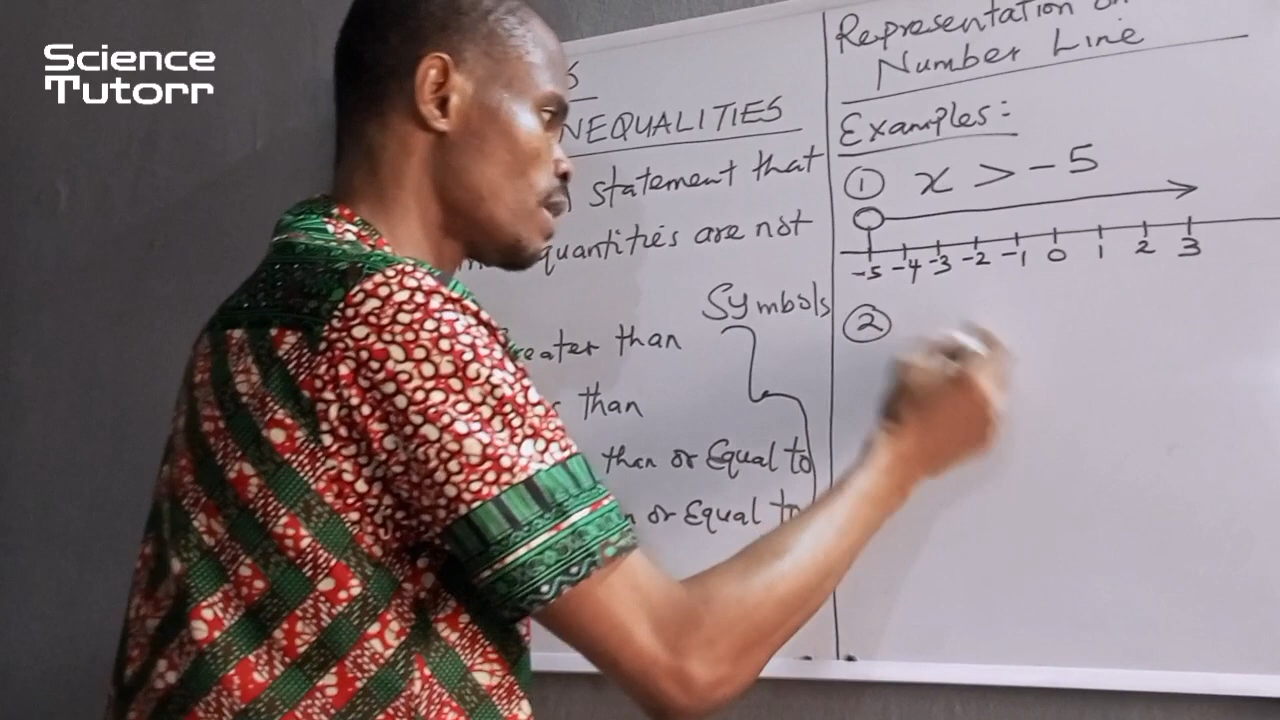 Science
Tutorr
NEQUALITIES
statement that
quantities are not
Symbols
reater than
than
than or Equal to
or Equal to
Representation on
Number Line
Examples:
① x > -5
-5 -4 -3 -2 -1 0 1 2 3
②